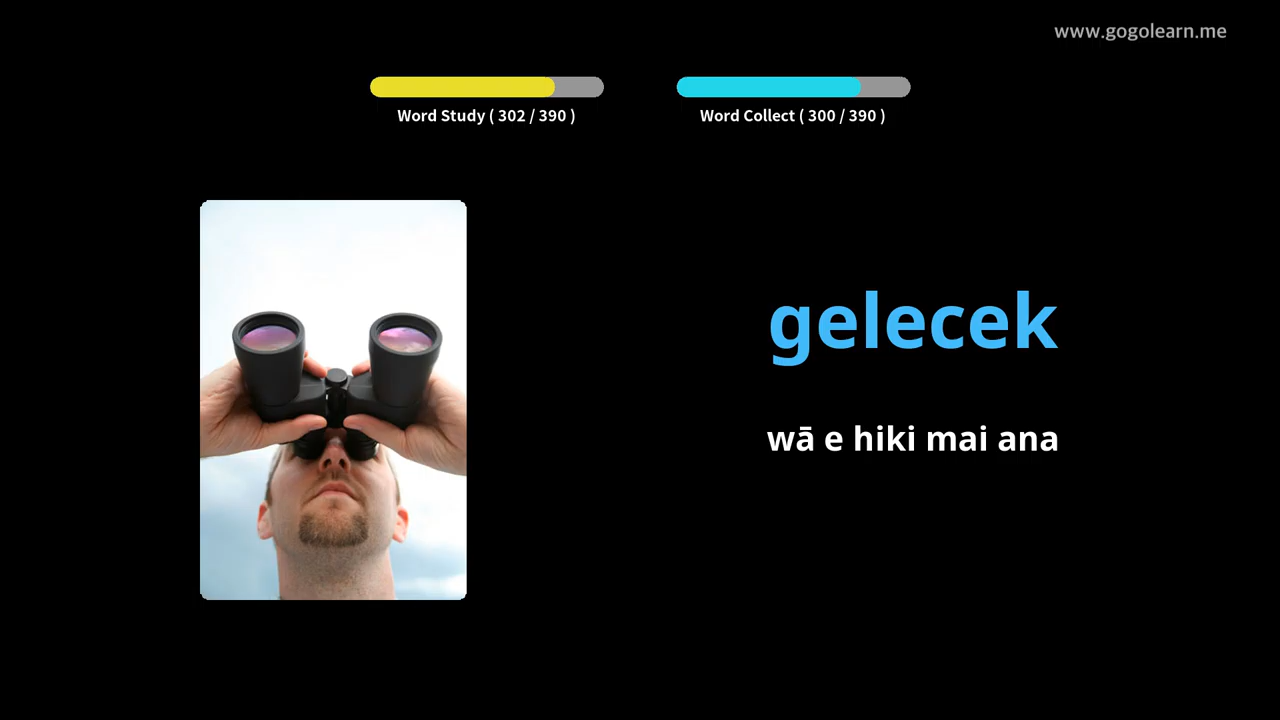 www.gogolearn.me
Word Study ( 302 / 390 )
Word Collect ( 300 / 390 )
gelecek
wā e hiki mai ana